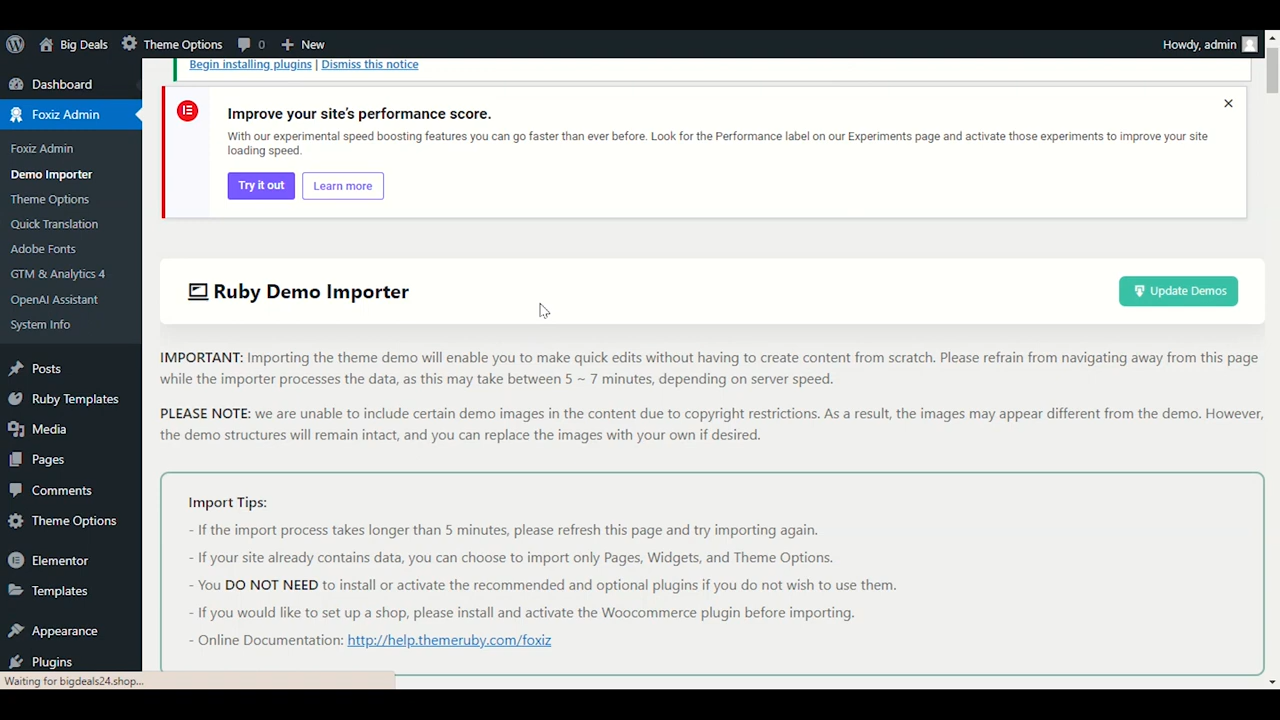 Big Deals Theme Options 0 New Howdy, admin
Begin installing plugins | Dismiss this notice
Dashboard
Foxiz Admin
Foxiz Admin
Demo Importer
Theme Options
Quick Translation
Adobe Fonts
GTM & Analytics 4
OpenAI Assistant
System Info
Posts
Ruby Templates
Media
Pages
Comments
Theme Options
Elementor
Templates
Appearance
Plugins
Improve your site's performance score.
With our experimental speed boosting features you can go faster than ever before. Look for the Performance label on our Experiments page and activate those experiments to improve your site
loading speed.
Try it out Learn more
Ruby Demo Importer
Update Demos
IMPORTANT: Importing the theme demo will enable you to make quick edits without having to create content from scratch. Please refrain from navigating away from this page
while the importer processes the data, as this may take between 5 ~ 7 minutes, depending on server speed.
PLEASE NOTE: we are unable to include certain demo images in the content due to copyright restrictions. As a result, the images may appear different from the demo. However,
the demo structures will remain intact, and you can replace the images with your own if desired.
Import Tips:
- If the import process takes longer than 5 minutes, please refresh this page and try importing again.
- If your site already contains data, you can choose to import only Pages, Widgets, and Theme Options.
- You DO NOT NEED to install or activate the recommended and optional plugins if you do not wish to use them.
- If you would like to set up a shop, please install and activate the Woocommerce plugin before importing.
- Online Documentation: http://help.themeruby.com/foxiz
Waiting for bigdeals24.shop...